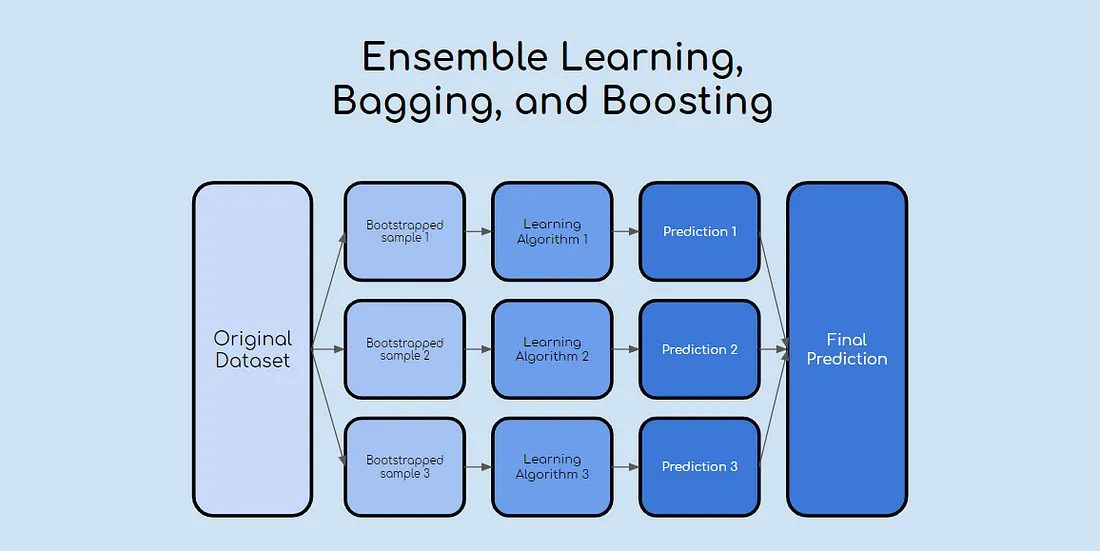 Ensemble Learning,
Bagging, and Boosting
Original
Dataset
Bootstrapped
sample 1
Learning
Algorithm 1
Prediction 1
Bootstrapped
sample 2
Learning
Algorithm 2
Prediction 2
Bootstrapped
sample 3
Learning
Algorithm 3
Prediction 3
Final
Prediction